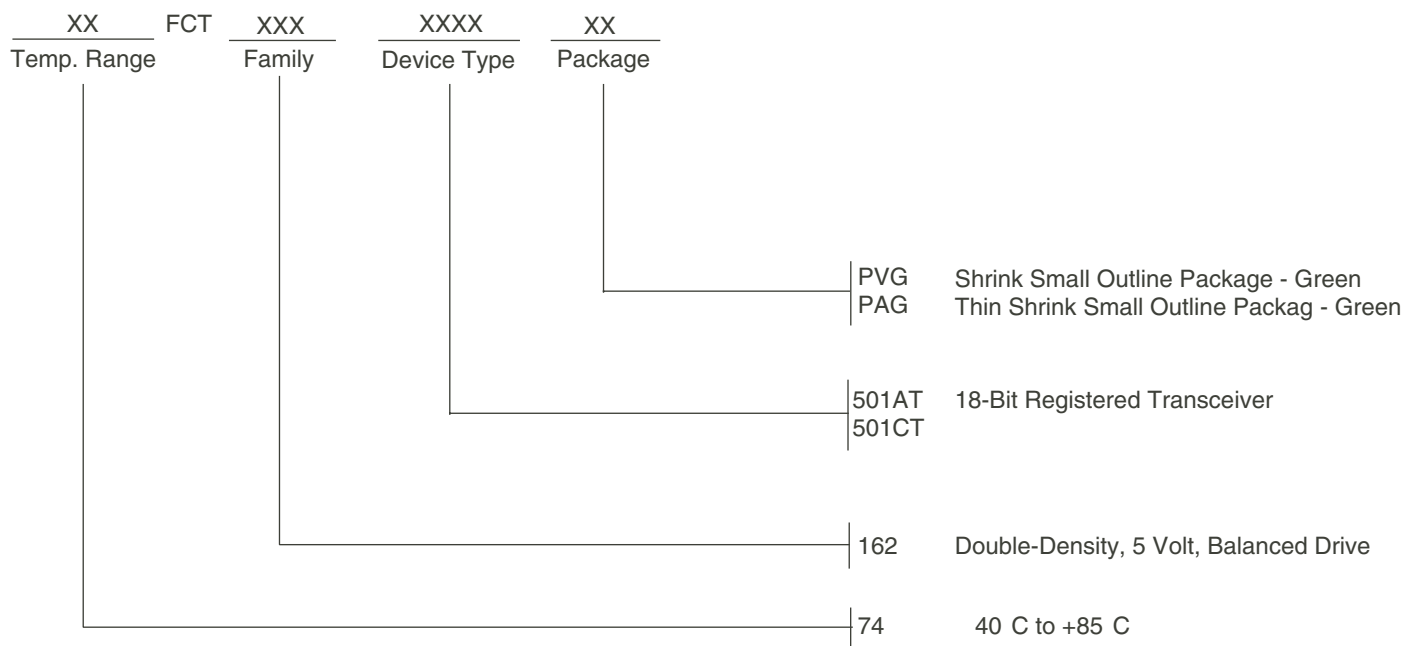 XX FCT XXX XXXX XX
Temp. Range Family Device Type Package
PVG Shrink Small Outline Package - Green
PAG Thin Shrink Small Outline Packag - Green
501AT 18-Bit Registered Transceiver
501CT
162 Double-Density, 5 Volt, Balanced Drive
74 40 C to +85 C